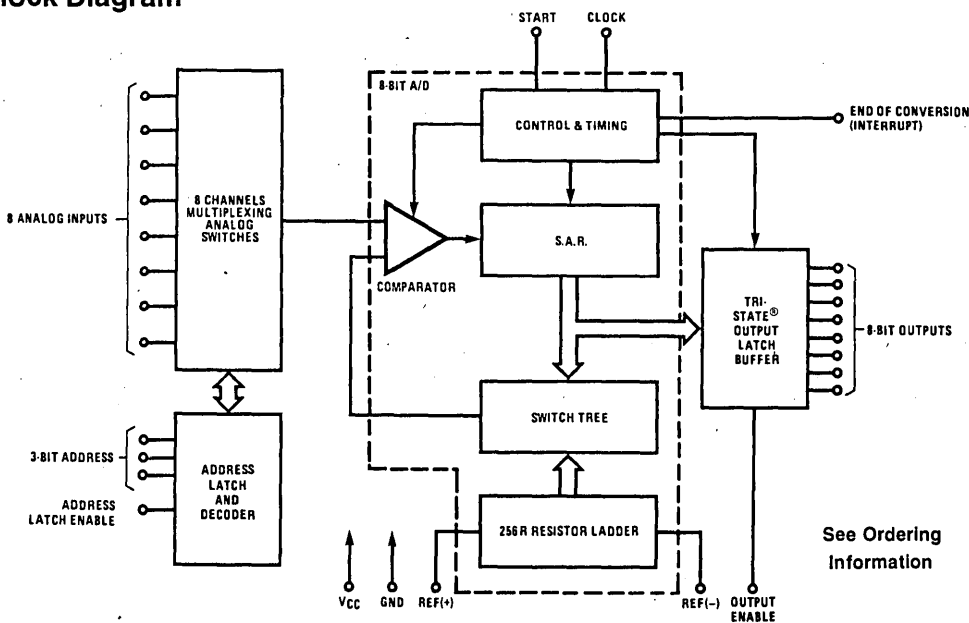 lock Diagram
START
CLOCK
8-BIT A/D
CONTROL & TIMING
END OF CONVERSION
(INTERRUPT)
8 ANALOG INPUTS
8 CHANNELS
MULTIPLEXING
ANALOG
SWITCHES
S.A.R.
COMPARATOR
TRI-
STATE®
OUTPUT
LATCH
BUFFER
8-BIT OUTPUTS
SWITCH TREE
3-BIT ADDRESS
ADDRESS
LATCH ENABLE
ADDRESS
LATCH
AND
DECODER
256R RESISTOR LADDER
See Ordering
Information
VCC
GND
REF(+)
REF(−)
OUTPUT
ENABLE